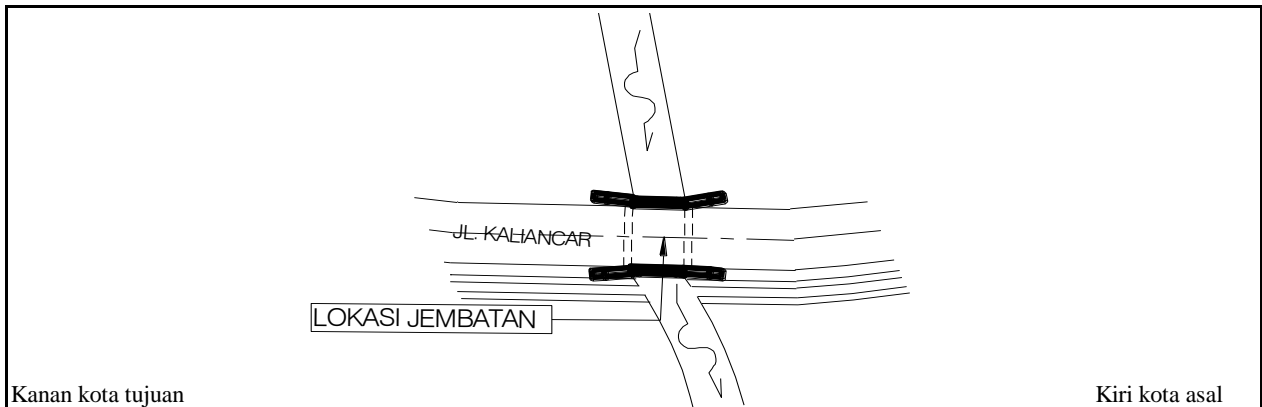 JL. KALIANCAR
LOKASI JEMBATAN
Kanan kota tujuan
Kiri kota asal